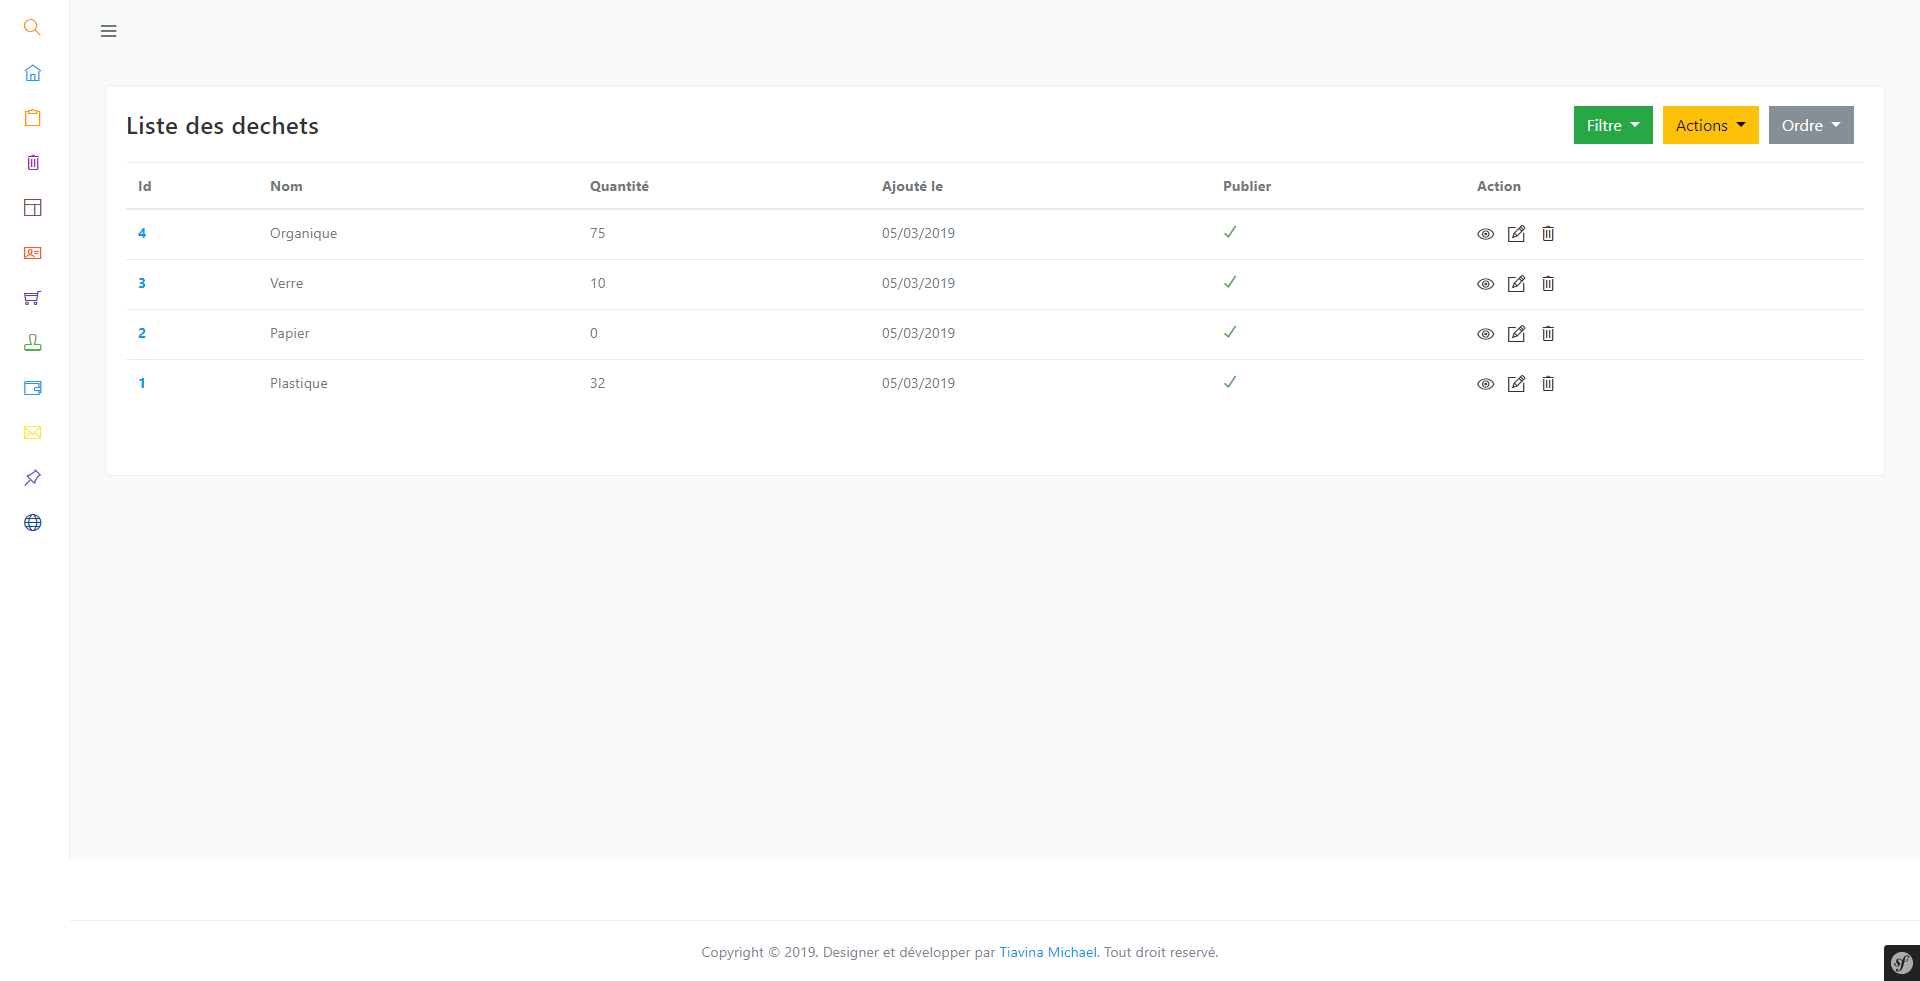 Liste des dechets
Filtre Actions Ordre
Id Nom Quantité Ajouté le Publier Action
4 Organique 75 05/03/2019
3 Verre 10 05/03/2019
2 Papier 0 05/03/2019
1 Plastique 32 05/03/2019
Copyright © 2019. Designer et développer par Tiavina Michael. Tout droit reservé.
sf